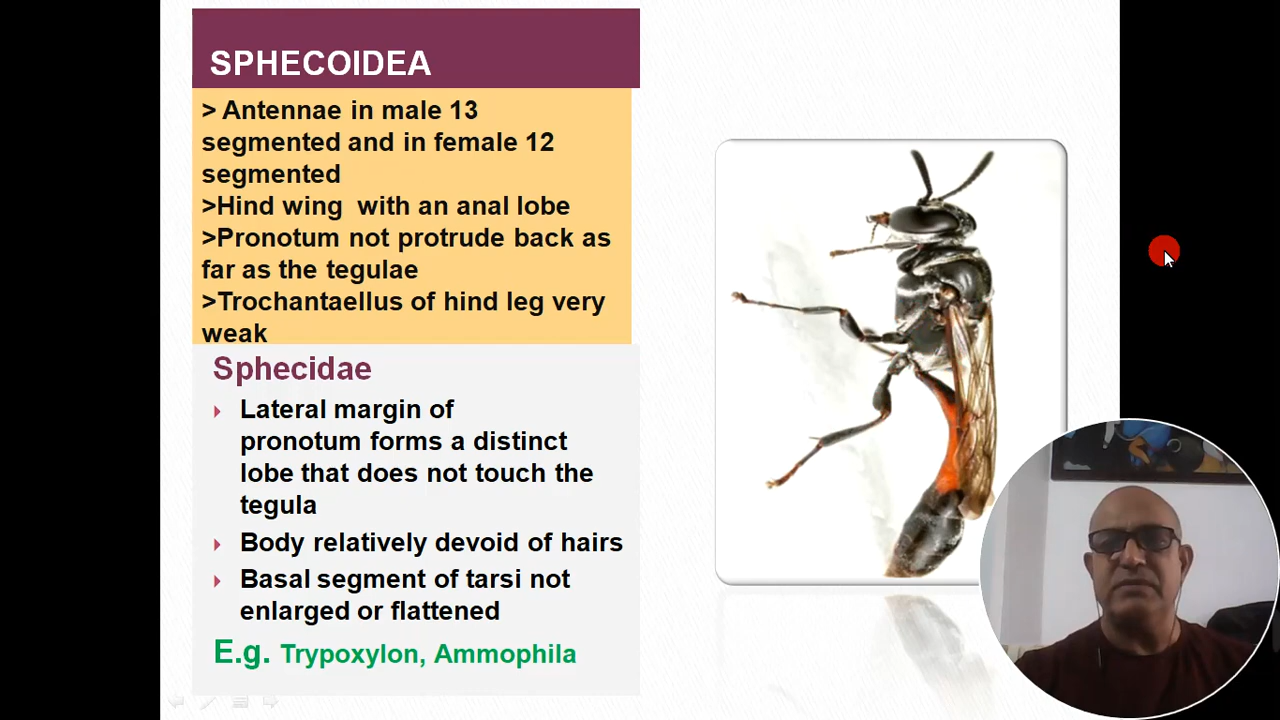 SPHECOIDEA
> Antennae in male 13
segmented and in female 12
segmented
>Hind wing with an anal lobe
>Pronotum not protrude back as
far as the tegulae
>Trochantaellus of hind leg very
weak
Sphecidae
Lateral margin of
pronotum forms a distinct
lobe that does not touch the
tegula
Body relatively devoid of hairs
Basal segment of tarsi not
enlarged or flattened
E.g. Trypoxylon, Ammophila